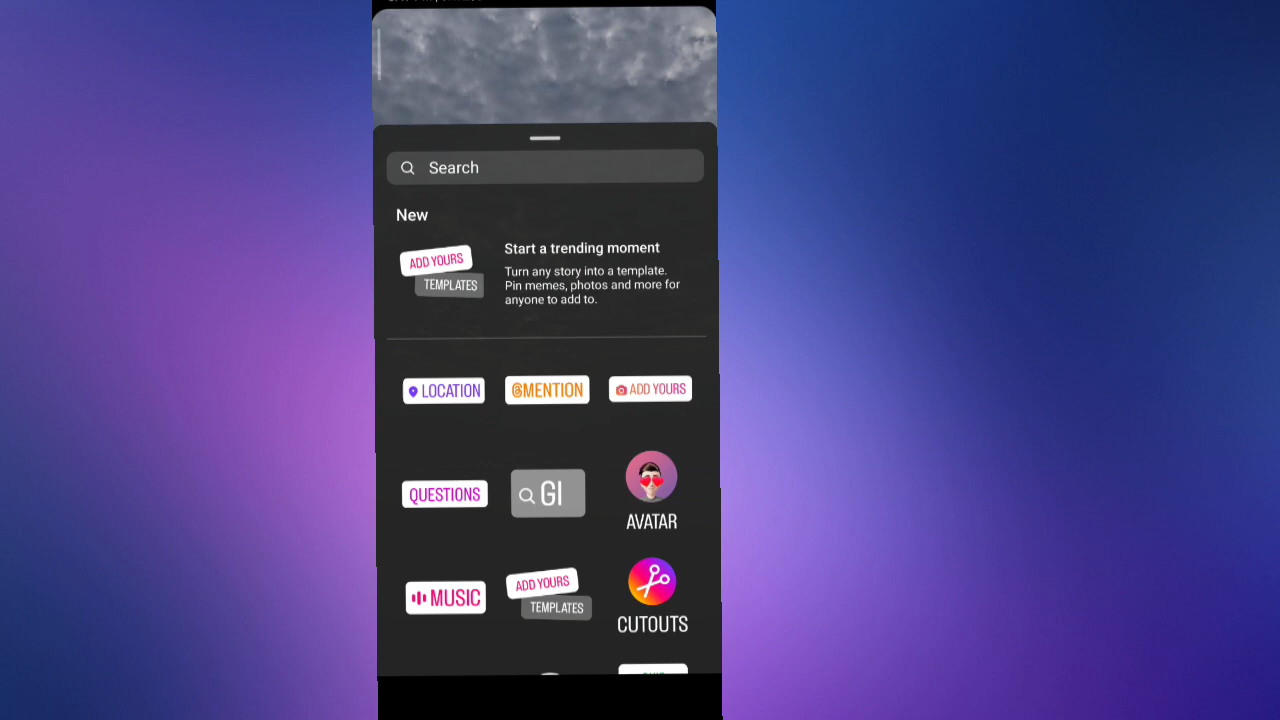 Search
New
ADD YOURS
TEMPLATES
Start a trending moment
Turn any story into a template.
Pin memes, photos and more for
anyone to add to.
LOCATION
@MENTION
ADD YOURS
QUESTIONS
GI
AVATAR
MUSIC
ADD YOURS
TEMPLATES
CUTOUTS